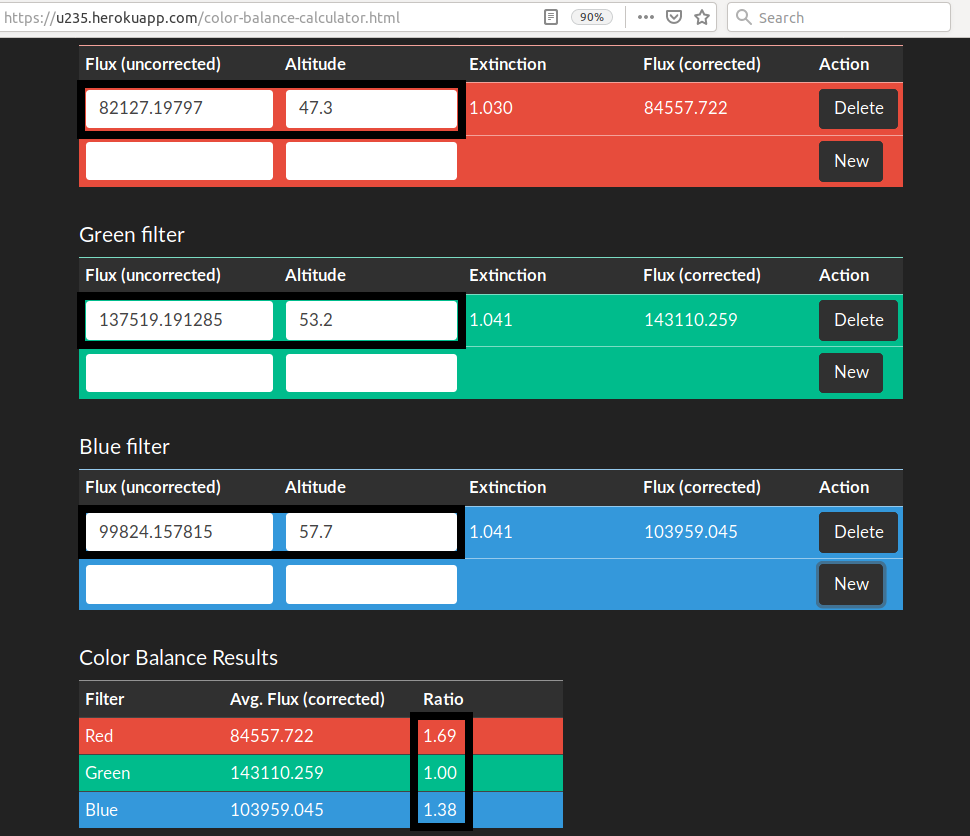 https://u235.herokuapp.com/color-balance-calculator.html 90% Search
Flux (uncorrected) Altitude Extinction Flux (corrected) Action
82127.19797 47.3 1.030 84557.722 Delete
New
Green filter
Flux (uncorrected) Altitude Extinction Flux (corrected) Action
137519.191285 53.2 1.041 143110.259 Delete
New
Blue filter
Flux (uncorrected) Altitude Extinction Flux (corrected) Action
99824.157815 57.7 1.041 103959.045 Delete
New
Color Balance Results
Filter Avg. Flux (corrected) Ratio
Red 84557.722 1.69
Green 143110.259 1.00
Blue 103959.045 1.38